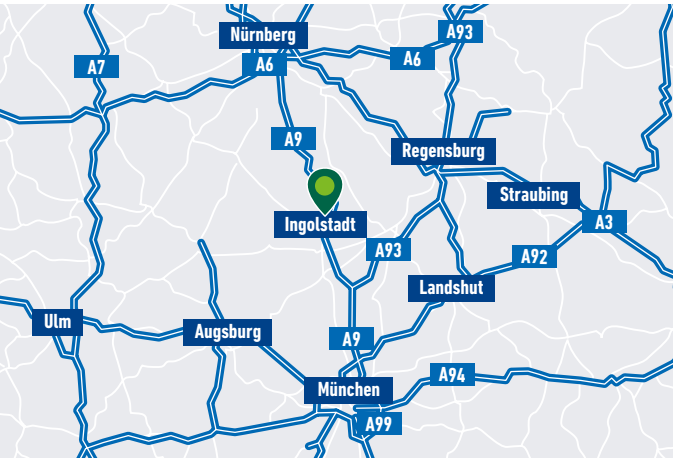 Nürnberg
A93
A7
A6
A6
A9
Regensburg
Straubing
Ingolstadt
A3
A93
A92
Landshut
Ulm
Augsburg
A9
A94
München
A99